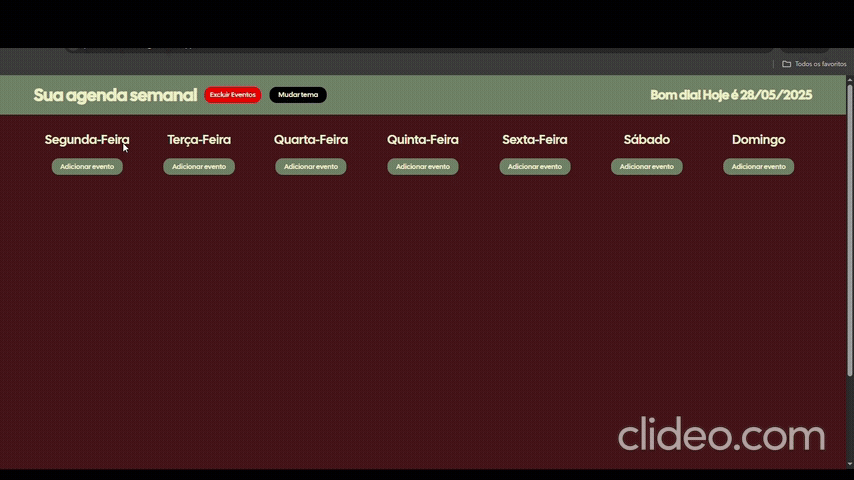 Todos os favoritos
Sua agenda semanal Excluir Eventos Mudar tema Bom dia! Hoje é 28/05/2025
Segunda-Feira Terça-Feira Quarta-Feira Quinta-Feira Sexta-Feira Sábado Domingo
Adicionar evento Adicionar evento Adicionar evento Adicionar evento Adicionar evento Adicionar evento Adicionar evento
clideo.com